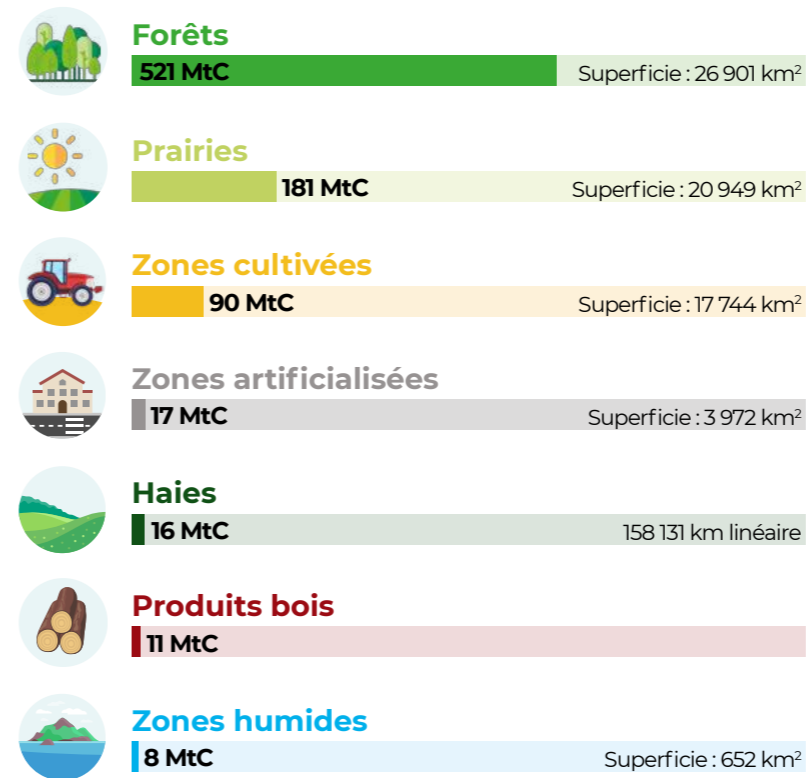 Forêts
521 MtC Superficie : 26 901 km²
Prairies
181 MtC Superficie : 20 949 km²
Zones cultivées
90 MtC Superficie : 17 744 km²
Zones artificialisées
17 MtC Superficie : 3 972 km²
Haies
16 MtC 158 131 km linéaire
Produits bois
11 MtC
Zones humides
8 MtC Superficie : 652 km²